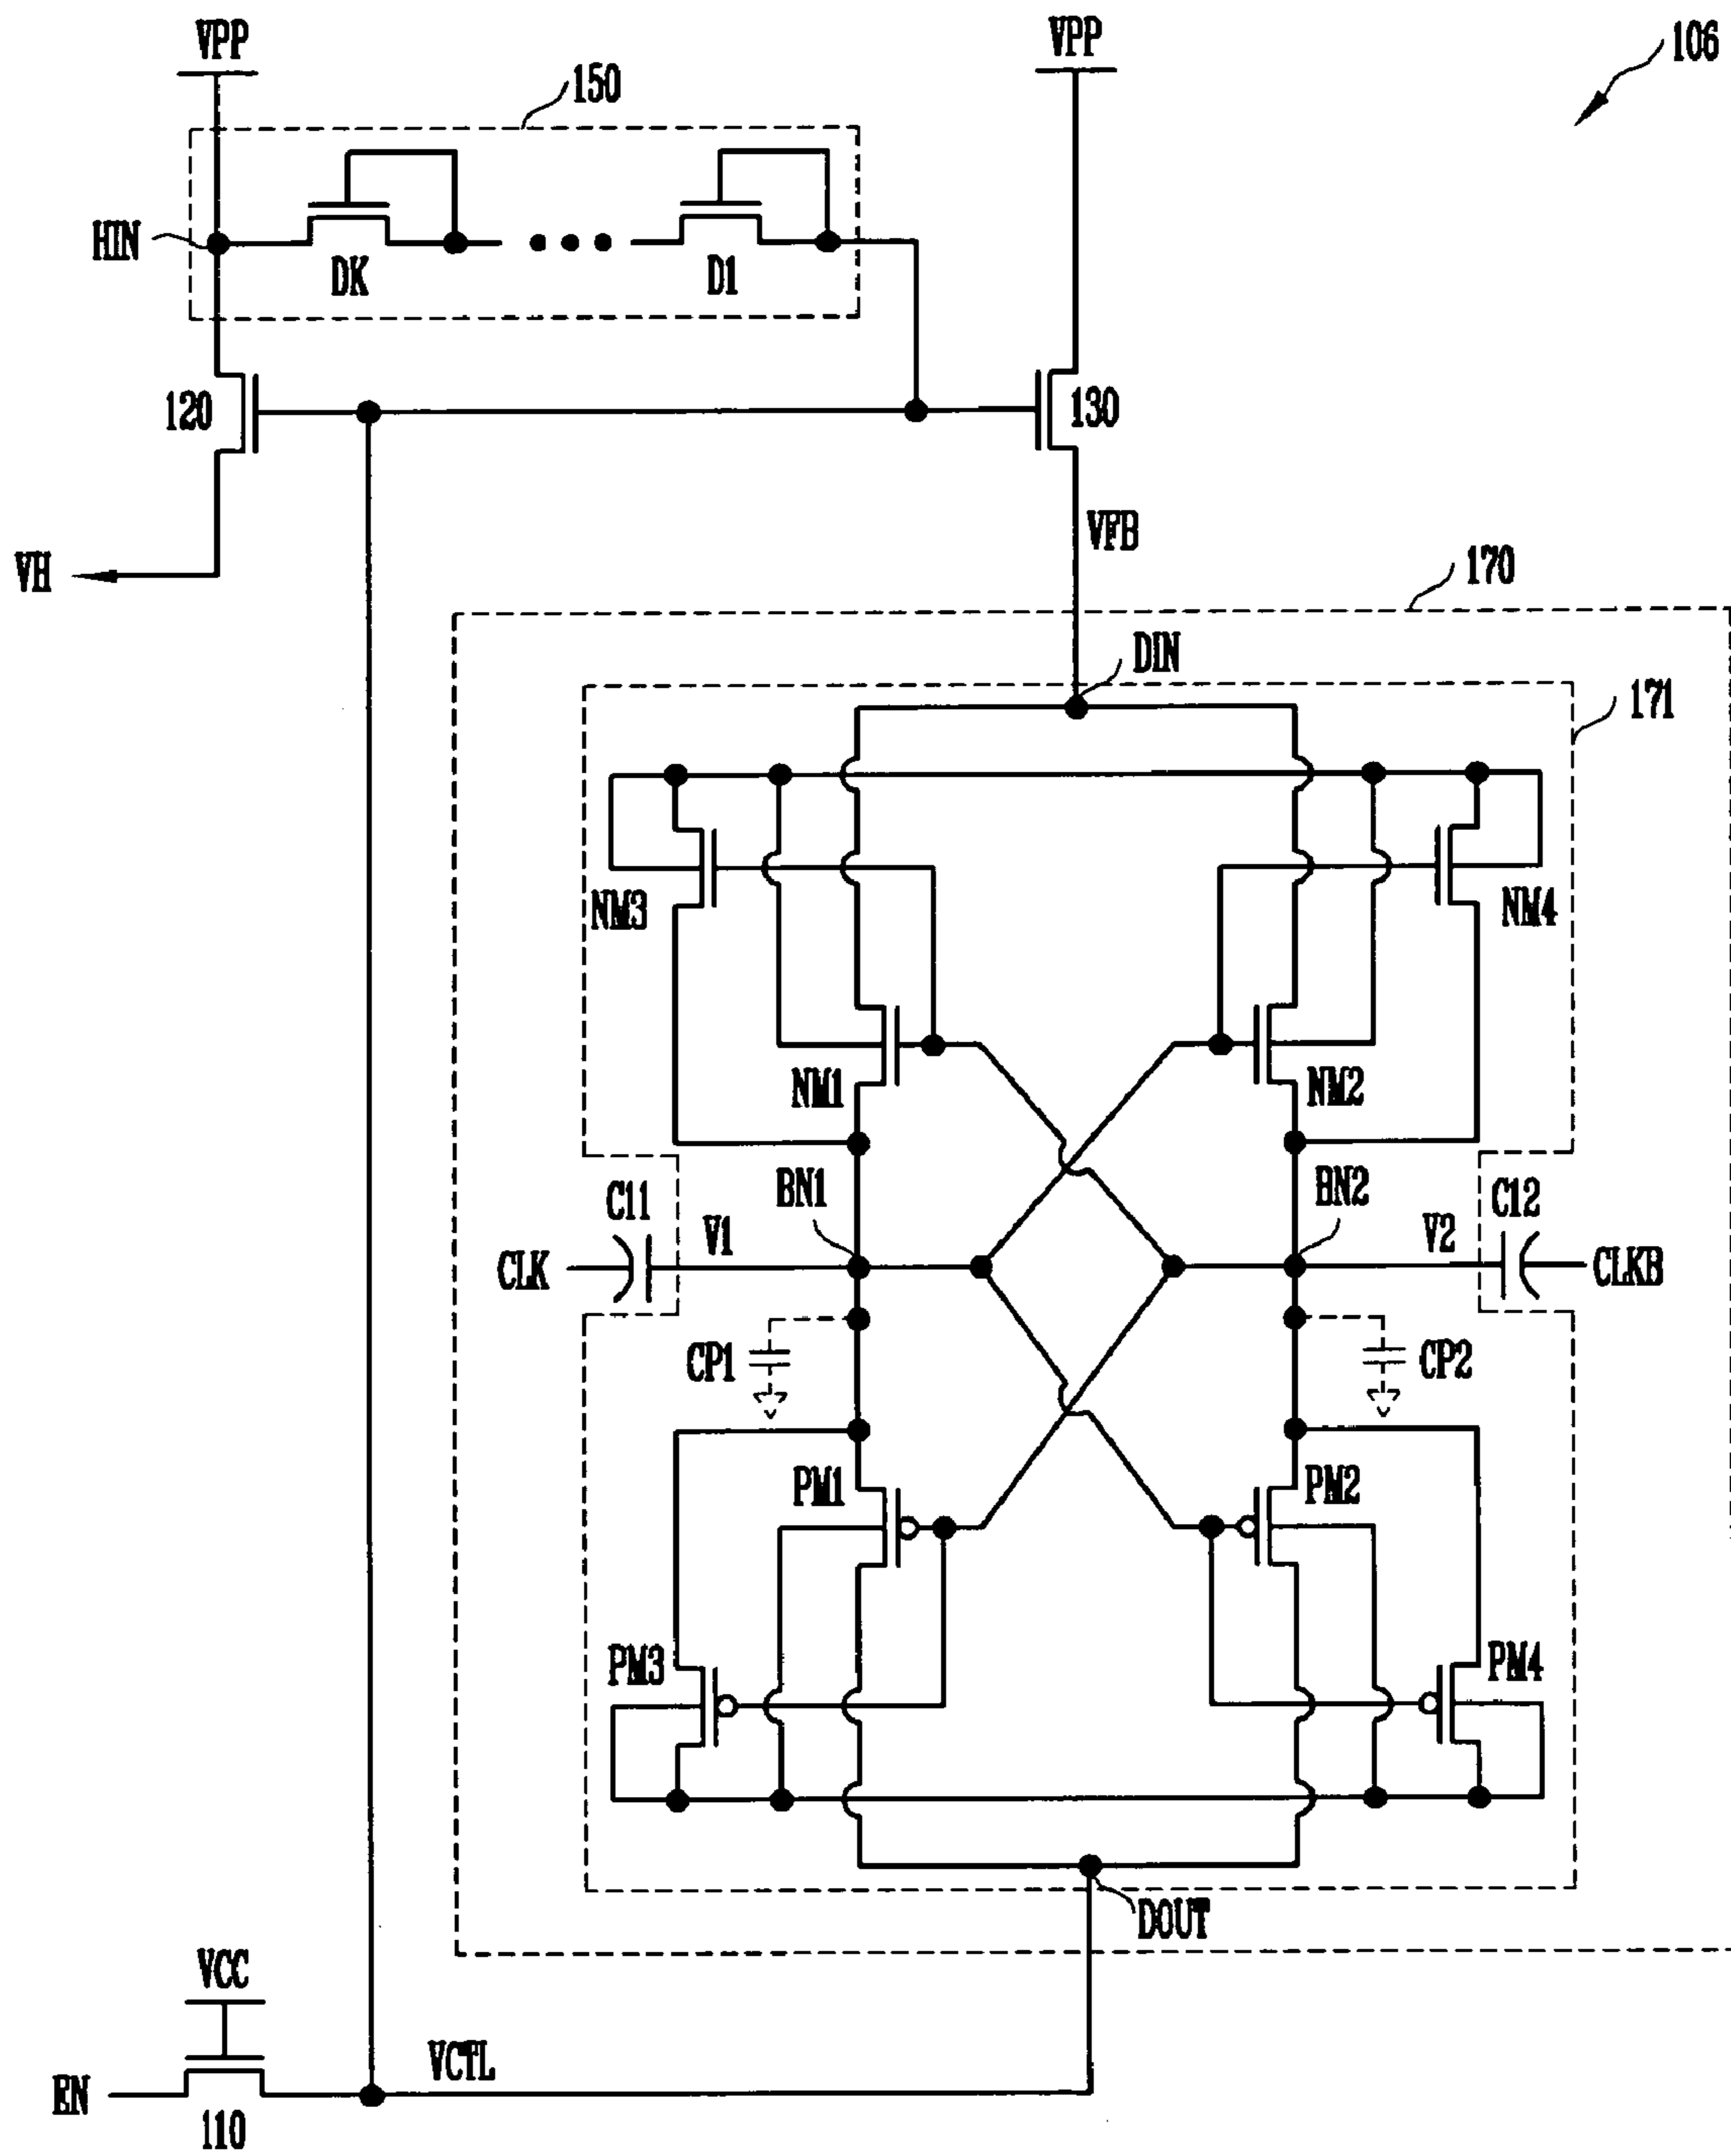 VPP
VPP
106
150
HIN
DK
D1
120
130
VFB
VH
170
DIN
171
NM3
NM4
NM1
NM2
BN1
BN2
C11
C12
V1
V2
CLK
CLKB
CP1
CP2
PM1
PM2
PM3
PM4
DOUT
VCC
VCTL
EN
110